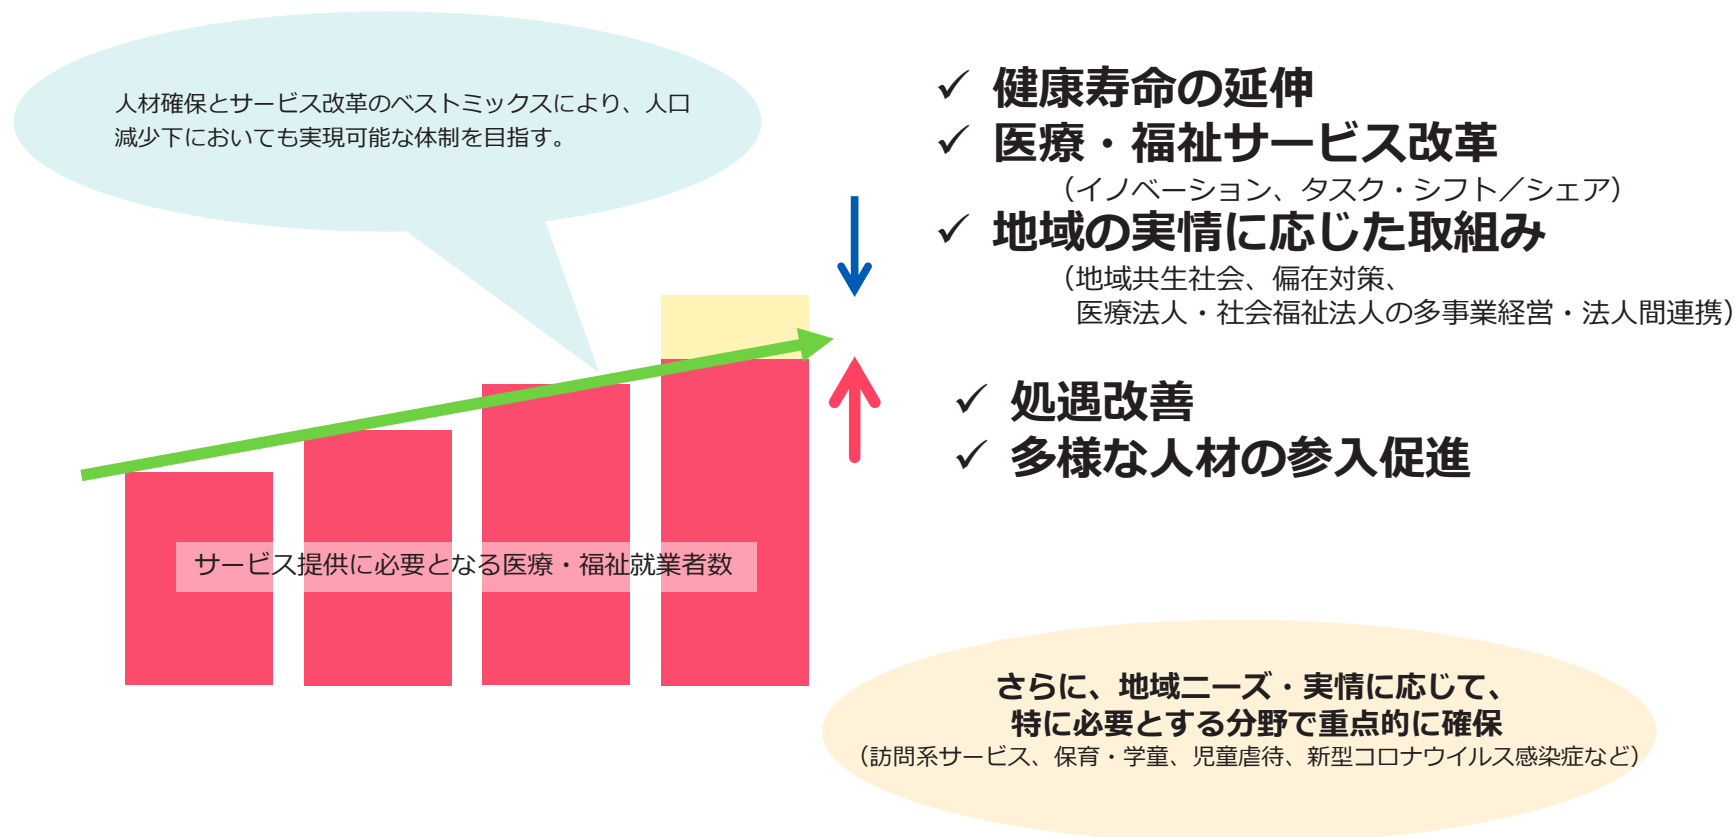 人材確保とサービス改革のベストミックスにより、人口
減少下においても実現可能な体制を目指す。
✓ 健康寿命の延伸
✓ 医療・福祉サービス改革
（イノベーション、タスク・シフト／シェア）
✓ 地域の実情に応じた取組み
（地域共生社会、偏在対策、
医療法人・社会福祉法人の多事業経営・法人間連携）
✓ 処遇改善
✓ 多様な人材の参入促進
サービス提供に必要となる医療・福祉就業者数
さらに、地域ニーズ・実情に応じて、
特に必要とする分野で重点的に確保
（訪問系サービス、保育・学童、児童虐待、新型コロナウイルス感染症など）